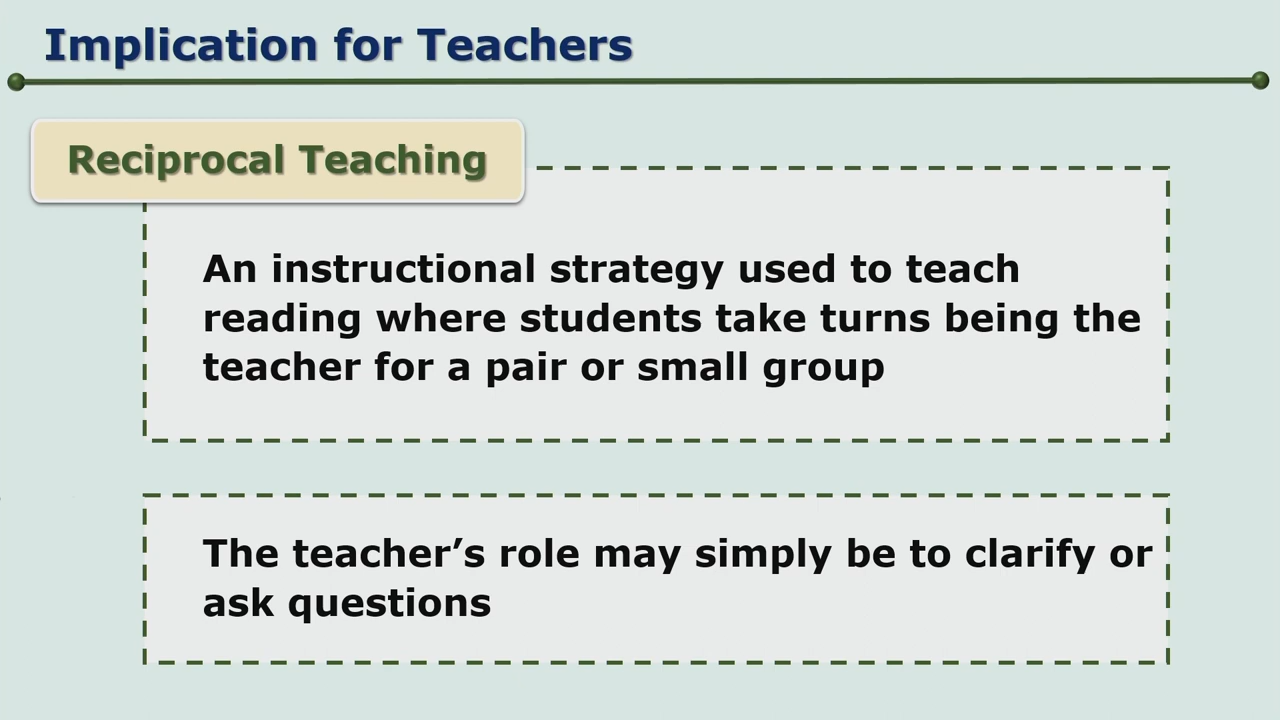 Implication for Teachers
Reciprocal Teaching
An instructional strategy used to teach
reading where students take turns being the
teacher for a pair or small group
The teacher’s role may simply be to clarify or
ask questions